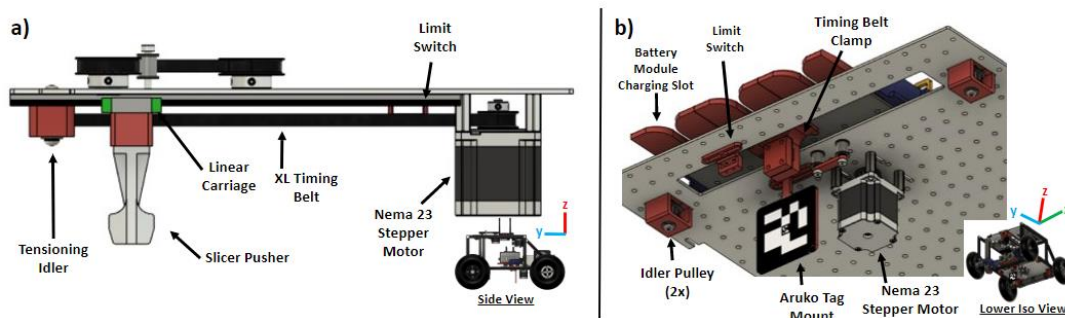 a)
Limit
Switch
Linear
Carriage
XL Timing
Belt
Nema 23
Stepper
Motor
Tensioning
Idler
Slicer Pusher
z
y
Side View
b)
Battery
Module
Charging Slot
Limit
Switch
Timing Belt
Clamp
Idler Pulley
(2x)
Aruko Tag
Mount
Nema 23
Stepper Motor
z
y
Lower Iso View